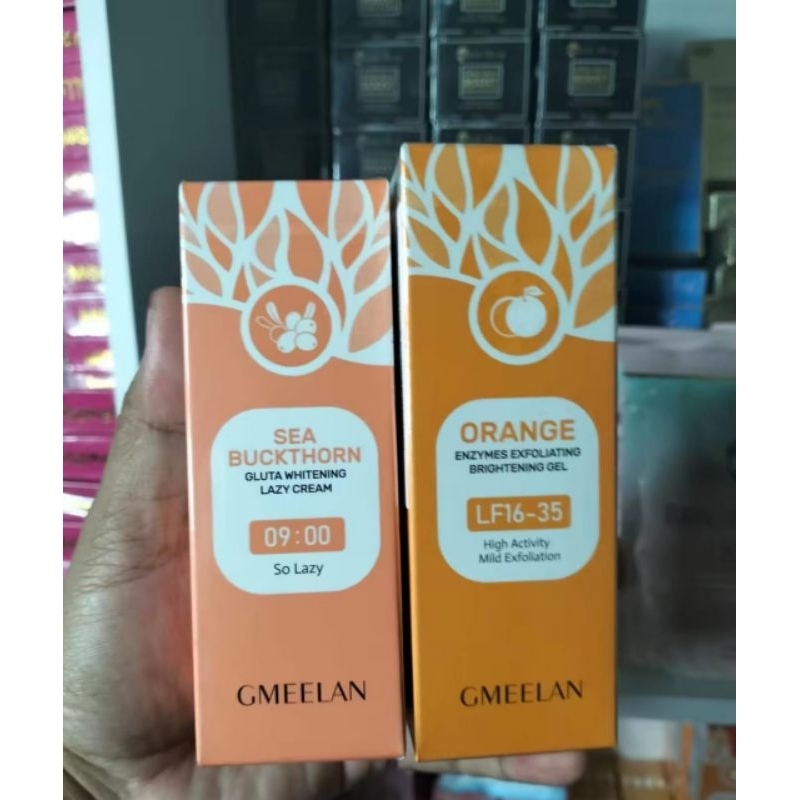 SEA
BUCKTHORN
GLUTA WHITENING
LAZY CREAM
09:00
So Lazy
GMEELAN
ORANGE
ENZYMES EXFOLIATING
BRIGHTENING GEL
LF16-35
High Activity
Mild Exfoliation
GMEELAN